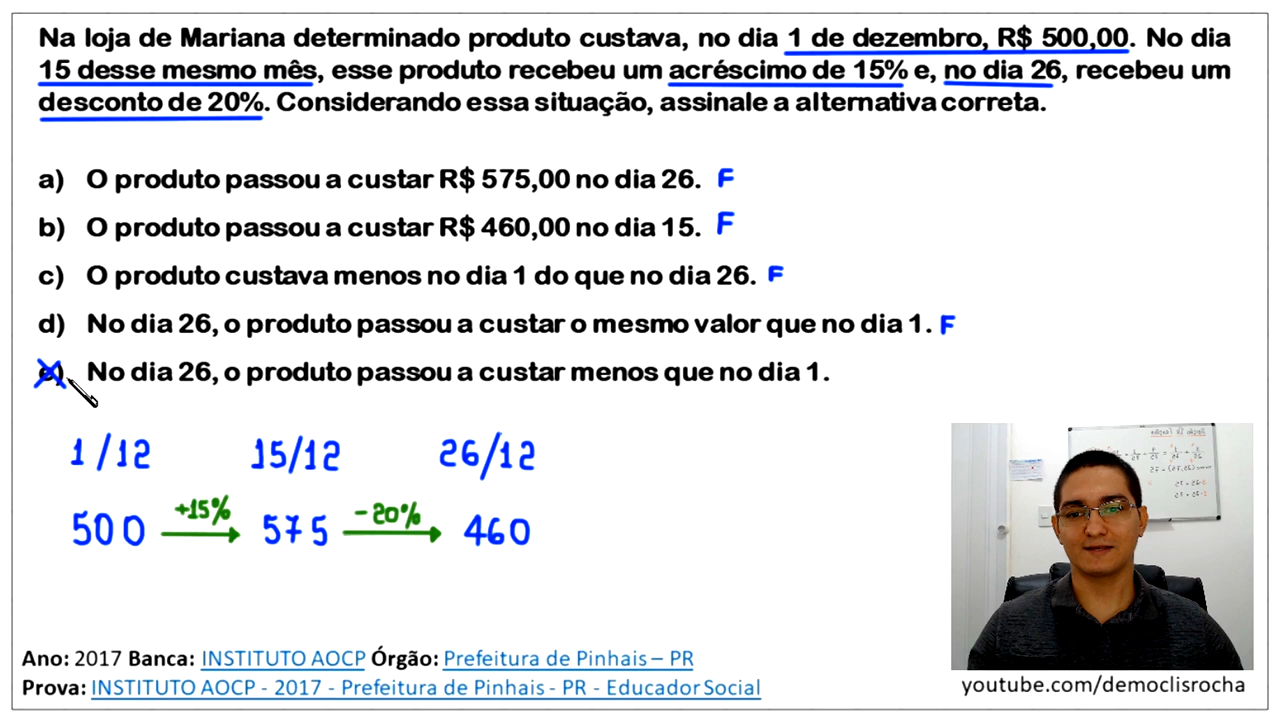 Na loja de Mariana determinado produto custava, no dia 1 de dezembro, R$ 500,00. No dia
15 desse mesmo mês, esse produto recebeu um acréscimo de 15% e, no dia 26, recebeu um
desconto de 20%. Considerando essa situação, assinale a alternativa correta.
a) O produto passou a custar R$ 575,00 no dia 26. F
b) O produto passou a custar R$ 460,00 no dia 15. F
c) O produto custava menos no dia 1 do que no dia 26. F
d) No dia 26, o produto passou a custar o mesmo valor que no dia 1. F
e) No dia 26, o produto passou a custar menos que no dia 1.
1/12 15/12 26/12
+15% -20%
500 575 460
Ano: 2017 Banca: INSTITUTO AOCP Órgão: Prefeitura de Pinhais – PR
Prova: INSTITUTO AOCP - 2017 - Prefeitura de Pinhais - PR - Educador Social
youtube.com/democlisrocha